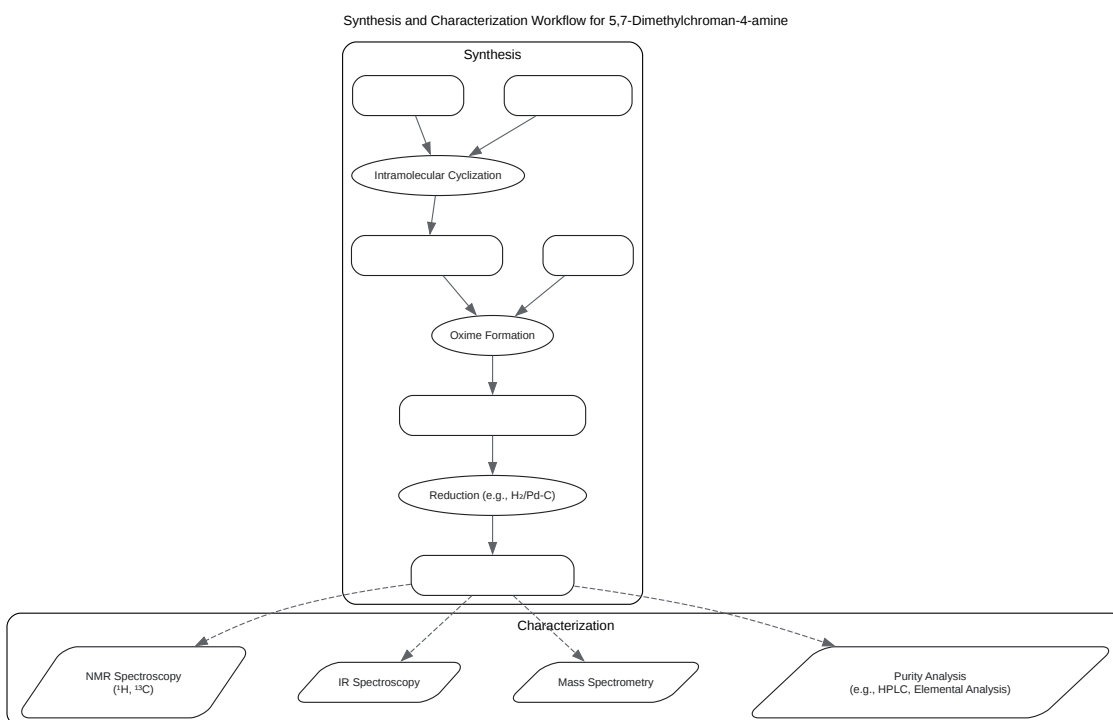 Synthesis and Characterization Workflow for 5,7-Dimethylchroman-4-amine
Synthesis
Intramolecular Cyclization
Oxime Formation
Reduction (e.g., H₂/Pd-C)
Characterization
NMR Spectroscopy
(¹H, ¹³C)
IR Spectroscopy
Mass Spectrometry
Purity Analysis
(e.g., HPLC, Elemental Analysis)